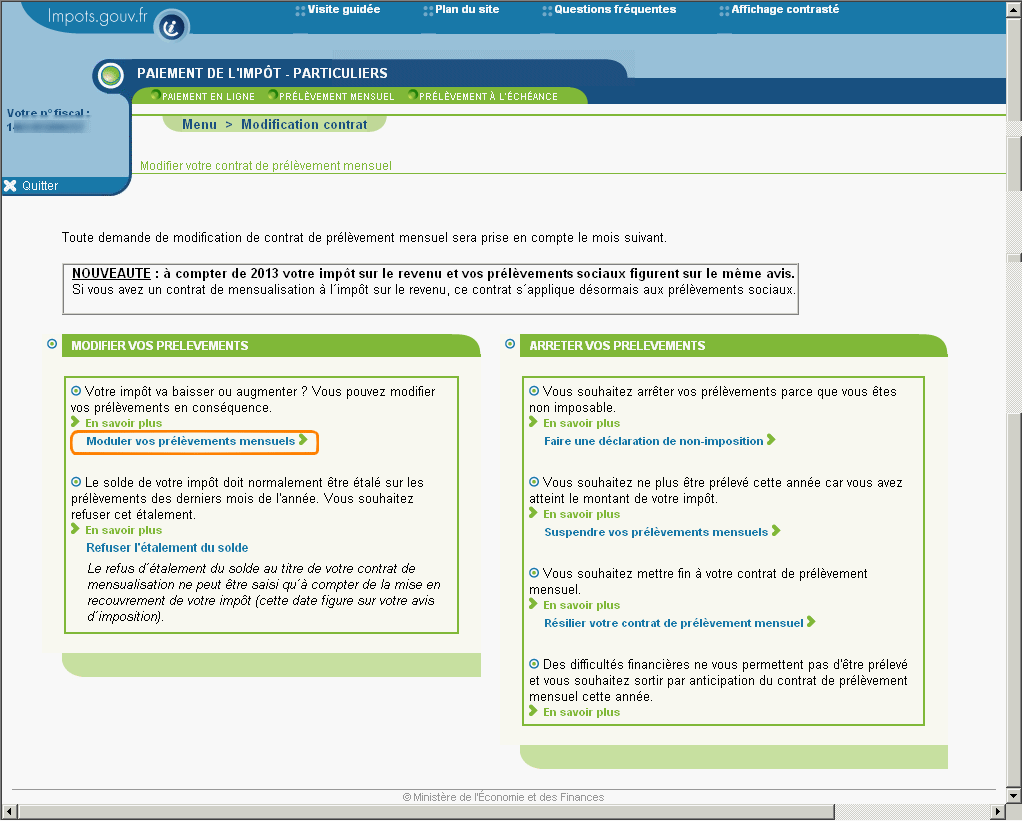 Impots.gouv.fr
Visite guidée
Plan du site
Questions fréquentes
Affichage contrasté
PAIEMENT DE L'IMPÔT - PARTICULIERS
PAIEMENT EN LIGNE
PRÉLÈVEMENT MENSUEL
PRÉLÈVEMENT À L'ÉCHÉANCE
Votre n° fiscal :
Menu > Modification contrat
Modifier votre contrat de prélèvement mensuel
Quitter
Toute demande de modification de contrat de prélèvement mensuel sera prise en compte le mois suivant.
NOUVEAUTE : à compter de 2013 votre impôt sur le revenu et vos prélèvements sociaux figurent sur le même avis.
Si vous avez un contrat de mensualisation à l´impôt sur le revenu, ce contrat s´applique désormais aux prélèvements sociaux.
MODIFIER VOS PRELEVEMENTS
Votre impôt va baisser ou augmenter ? Vous pouvez modifier
vos prélèvements en conséquence.
En savoir plus
Moduler vos prélèvements mensuels
Le solde de votre impôt doit normalement être étalé sur les
prélèvements des derniers mois de l'année. Vous souhaitez
refuser cet étalement.
En savoir plus
Refuser l'étalement du solde
Le refus d´étalement du solde au titre de votre contrat de
mensualisation ne peut être saisi qu´à compter de la mise en
recouvrement de votre impôt (cette date figure sur votre avis
d´imposition).
ARRETER VOS PRELEVEMENTS
Vous souhaitez arrêter vos prélèvements parce que vous êtes
non imposable.
En savoir plus
Faire une déclaration de non-imposition
Vous souhaitez ne plus être prélevé cette année car vous avez
atteint le montant de votre impôt.
En savoir plus
Suspendre vos prélèvements mensuels
Vous souhaitez mettre fin à votre contrat de prélèvement
mensuel.
En savoir plus
Résilier votre contrat de prélèvement mensuel
Des difficultés financières ne vous permettent pas d'être prélevé
et vous souhaitez sortir par anticipation du contrat de prélèvement
mensuel cette année.
En savoir plus
© Ministère de l'Économie et des Finances